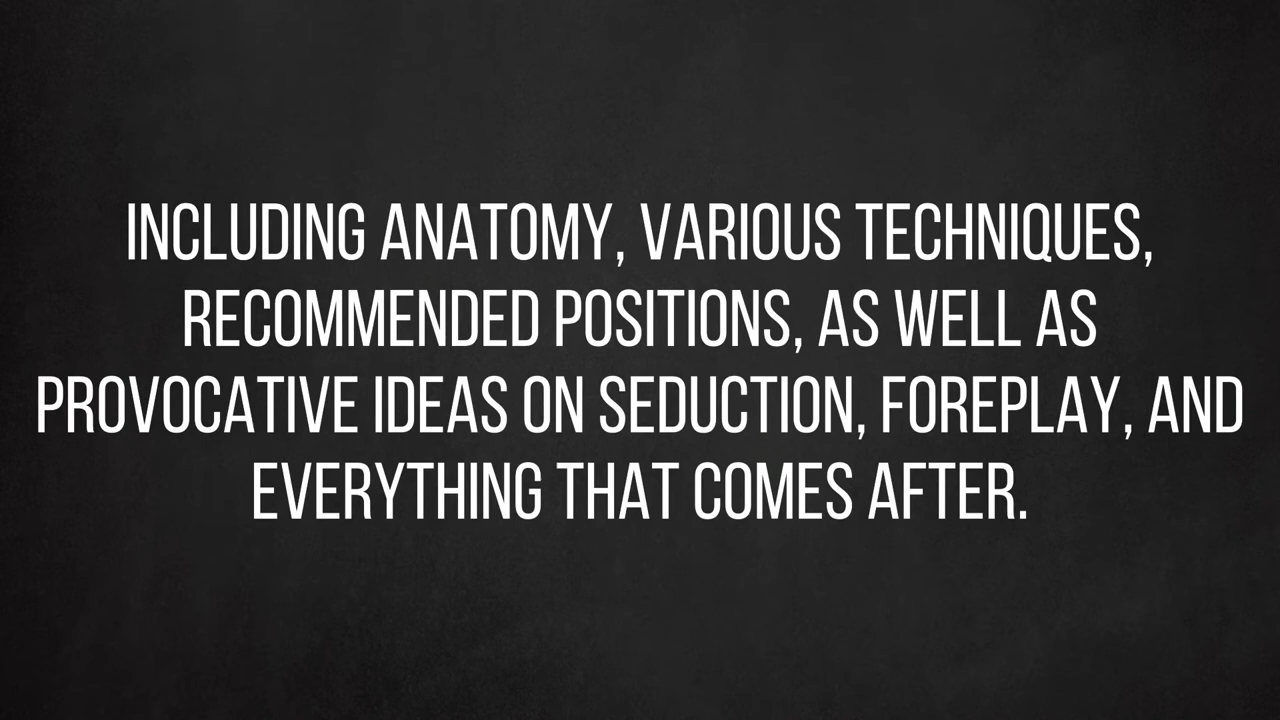 INCLUDING ANATOMY, VARIOUS TECHNIQUES,
RECOMMENDED POSITIONS, AS WELL AS
PROVOCATIVE IDEAS ON SEDUCTION, FOREPLAY, AND
EVERYTHING THAT COMES AFTER.